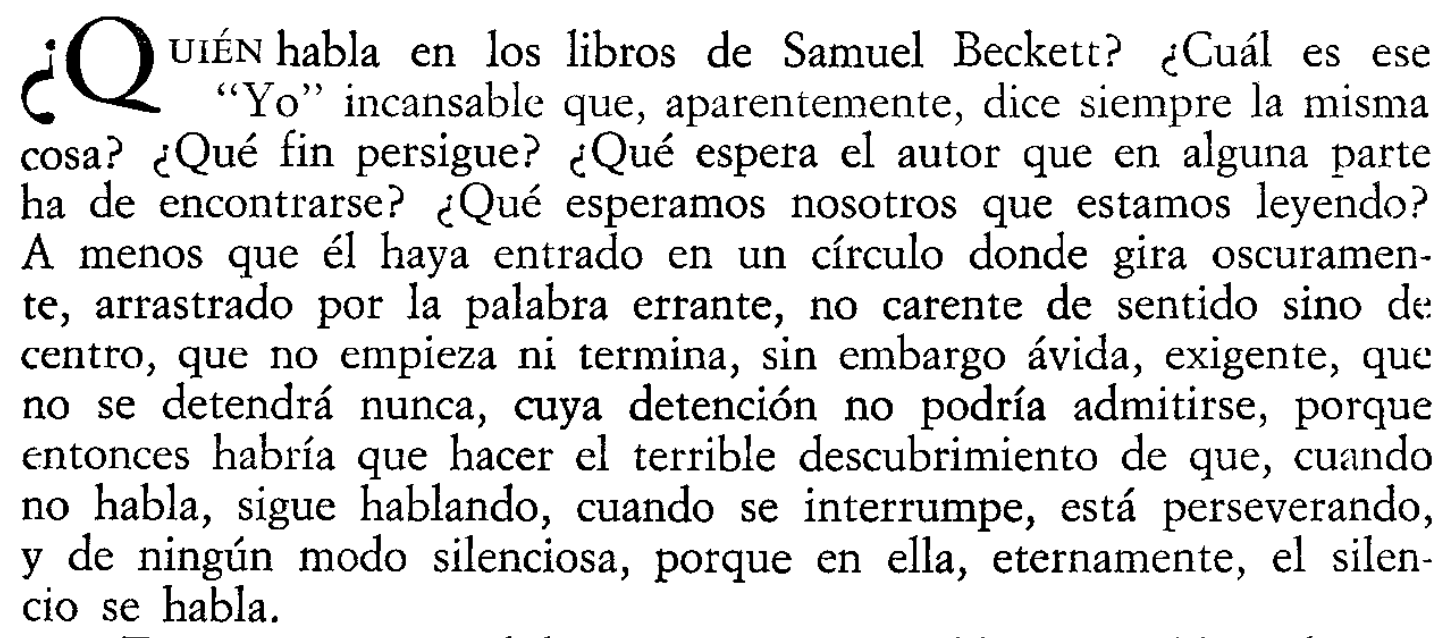 ¿QUIÉN habla en los libros de Samuel Beckett? ¿Cuál es ese
“Yo” incansable que, aparentemente, dice siempre la misma
cosa? ¿Qué fin persigue? ¿Qué espera el autor que en alguna parte
ha de encontrarse? ¿Qué esperamos nosotros que estamos leyendo?
A menos que él haya entrado en un círculo donde gira oscuramen-
te, arrastrado por la palabra errante, no carente de sentido sino de
centro, que no empieza ni termina, sin embargo ávida, exigente, que
no se detendrá nunca, cuya detención no podría admitirse, porque
entonces habría que hacer el terrible descubrimiento de que, cuando
no habla, sigue hablando, cuando se interrumpe, está perseverando,
y de ningún modo silenciosa, porque en ella, eternamente, el silen-
cio se habla.